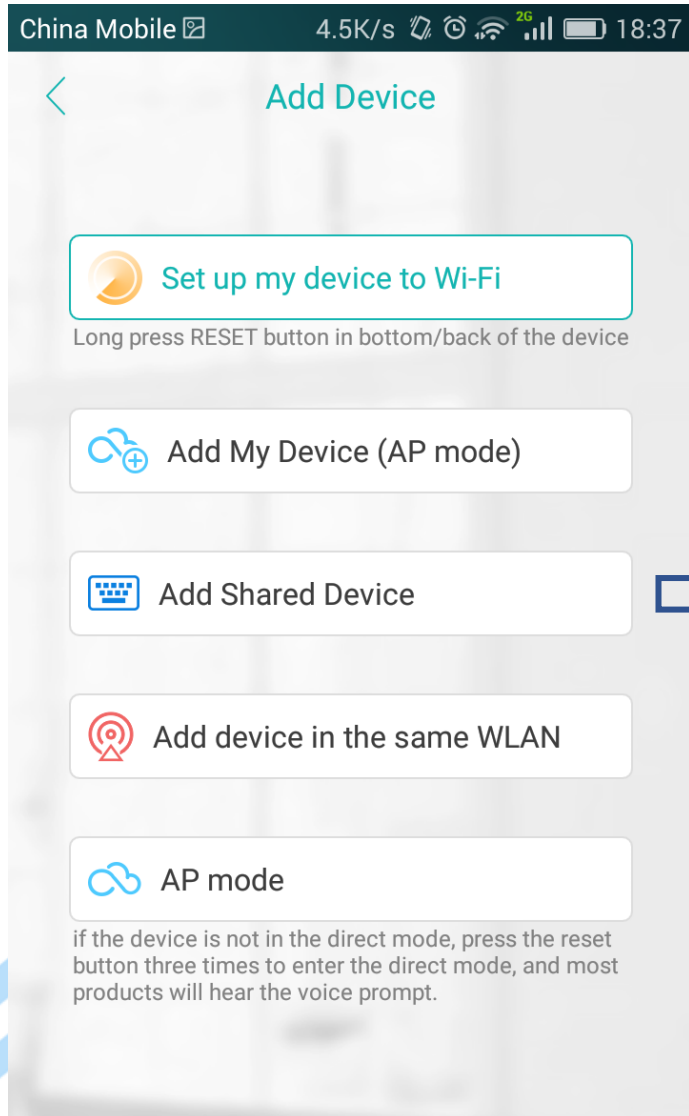 China Mobile 4.5K/s 2G 18:37
Add Device
Set up my device to Wi-Fi
Long press RESET button in bottom/back of the device
Add My Device (AP mode)
Add Shared Device
Add device in the same WLAN
AP mode
if the device is not in the direct mode, press the reset
button three times to enter the direct mode, and most
products will hear the voice prompt.